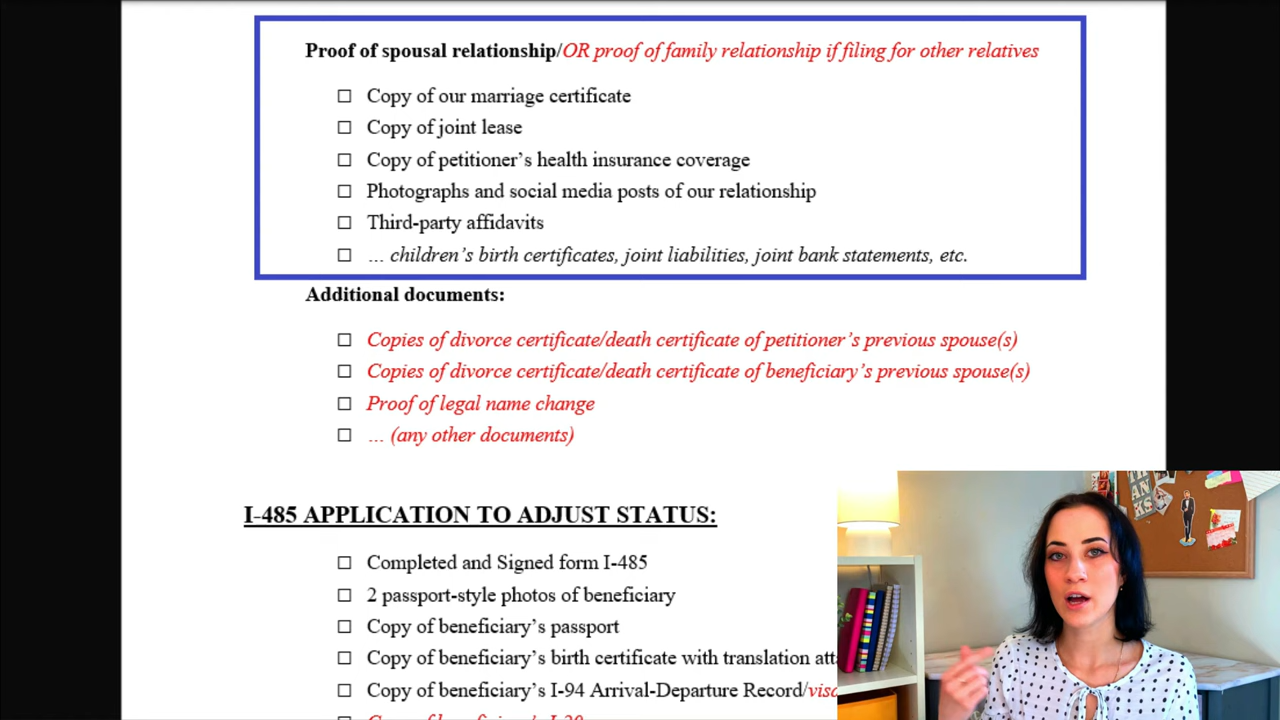 Proof of spousal relationship/OR proof of family relationship if filing for other relatives
☐ Copy of our marriage certificate
☐ Copy of joint lease
☐ Copy of petitioner’s health insurance coverage
☐ Photographs and social media posts of our relationship
☐ Third-party affidavits
☐ ... children’s birth certificates, joint liabilities, joint bank statements, etc.
Additional documents:
☐ Copies of divorce certificate/death certificate of petitioner’s previous spouse(s)
☐ Copies of divorce certificate/death certificate of beneficiary’s previous spouse(s)
☐ Proof of legal name change
☐ ... (any other documents)
I-485 APPLICATION TO ADJUST STATUS:
☐ Completed and Signed form I-485
☐ 2 passport-style photos of beneficiary
☐ Copy of beneficiary’s passport
☐ Copy of beneficiary’s birth certificate with translation
☐ Copy of beneficiary’s I-94 Arrival-Departure Record/